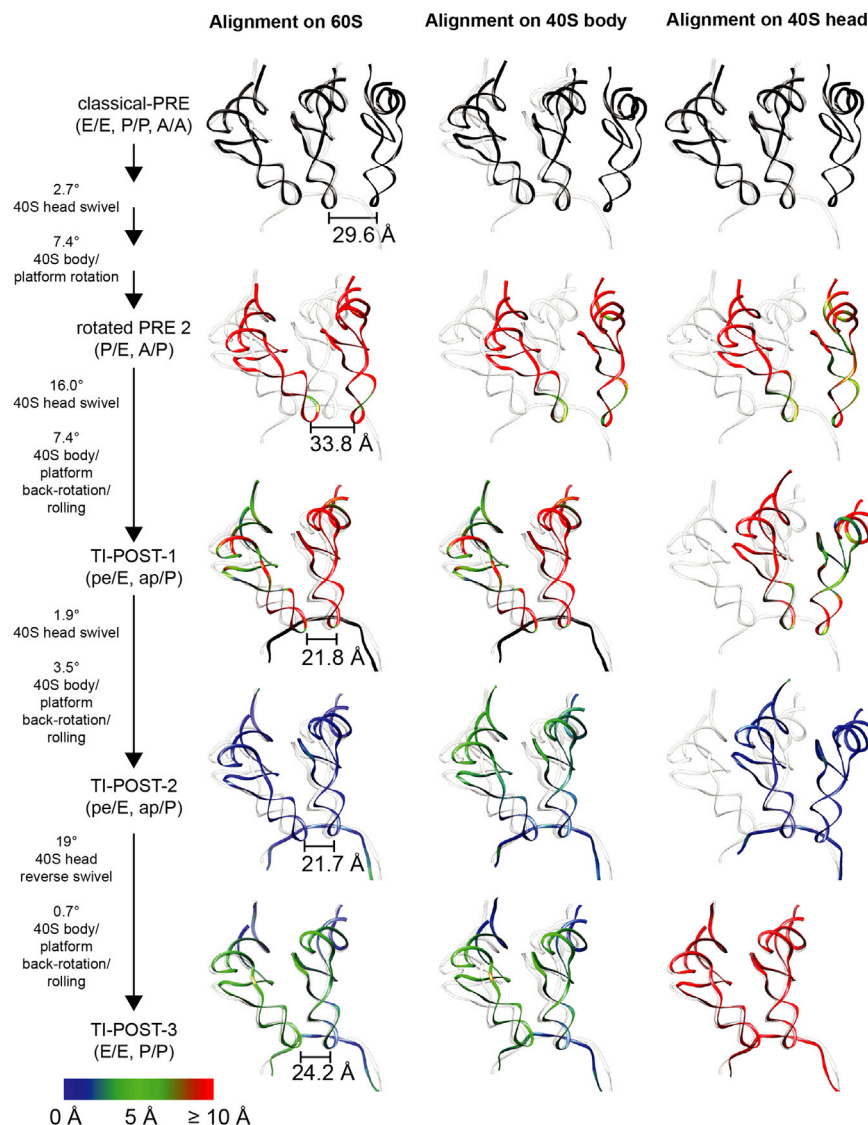 Alignment on 60S
Alignment on 40S body
Alignment on 40S head
classical-PRE
(E/E, P/P, A/A)
2.7°
40S head swivel
7.4°
40S body/
platform rotation
29.6 Å
rotated PRE 2
(P/E, A/P)
16.0°
40S head swivel
7.4°
40S body/
platform
back-rotation/
rolling
33.8 Å
TI-POST-1
(pe/E, ap/P)
1.9°
40S head swivel
3.5°
40S body/
platform
back-rotation/
rolling
21.8 Å
TI-POST-2
(pe/E, ap/P)
19°
40S head
reverse swivel
0.7°
40S body/
platform
back-rotation/
rolling
21.7 Å
TI-POST-3
(E/E, P/P)
24.2 Å
0 Å
5 Å
≥ 10 Å